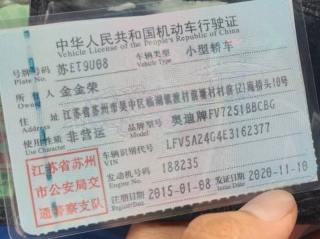 中华人民共和国机动车行驶证
Vehicle License of the People's Republic of China
号牌号码 苏ET9U08 车辆类型 小型轿车
Plate No. Vehicle Type
所有人 金金荣
Owner
住址 江苏省苏州市吴中区临湖镇
Address
使用性质 非营运 品牌型号 奥迪牌FV7251BBCBG
Use Character Model
江苏省苏州
市公安局交
通警察支队
车辆识别代号 LFV5A24G4E3162377
VIN
发动机号码 188235
Engine No.
注册日期 2015-01-08 发证日期 2020-11-10
Register Date Issue Date